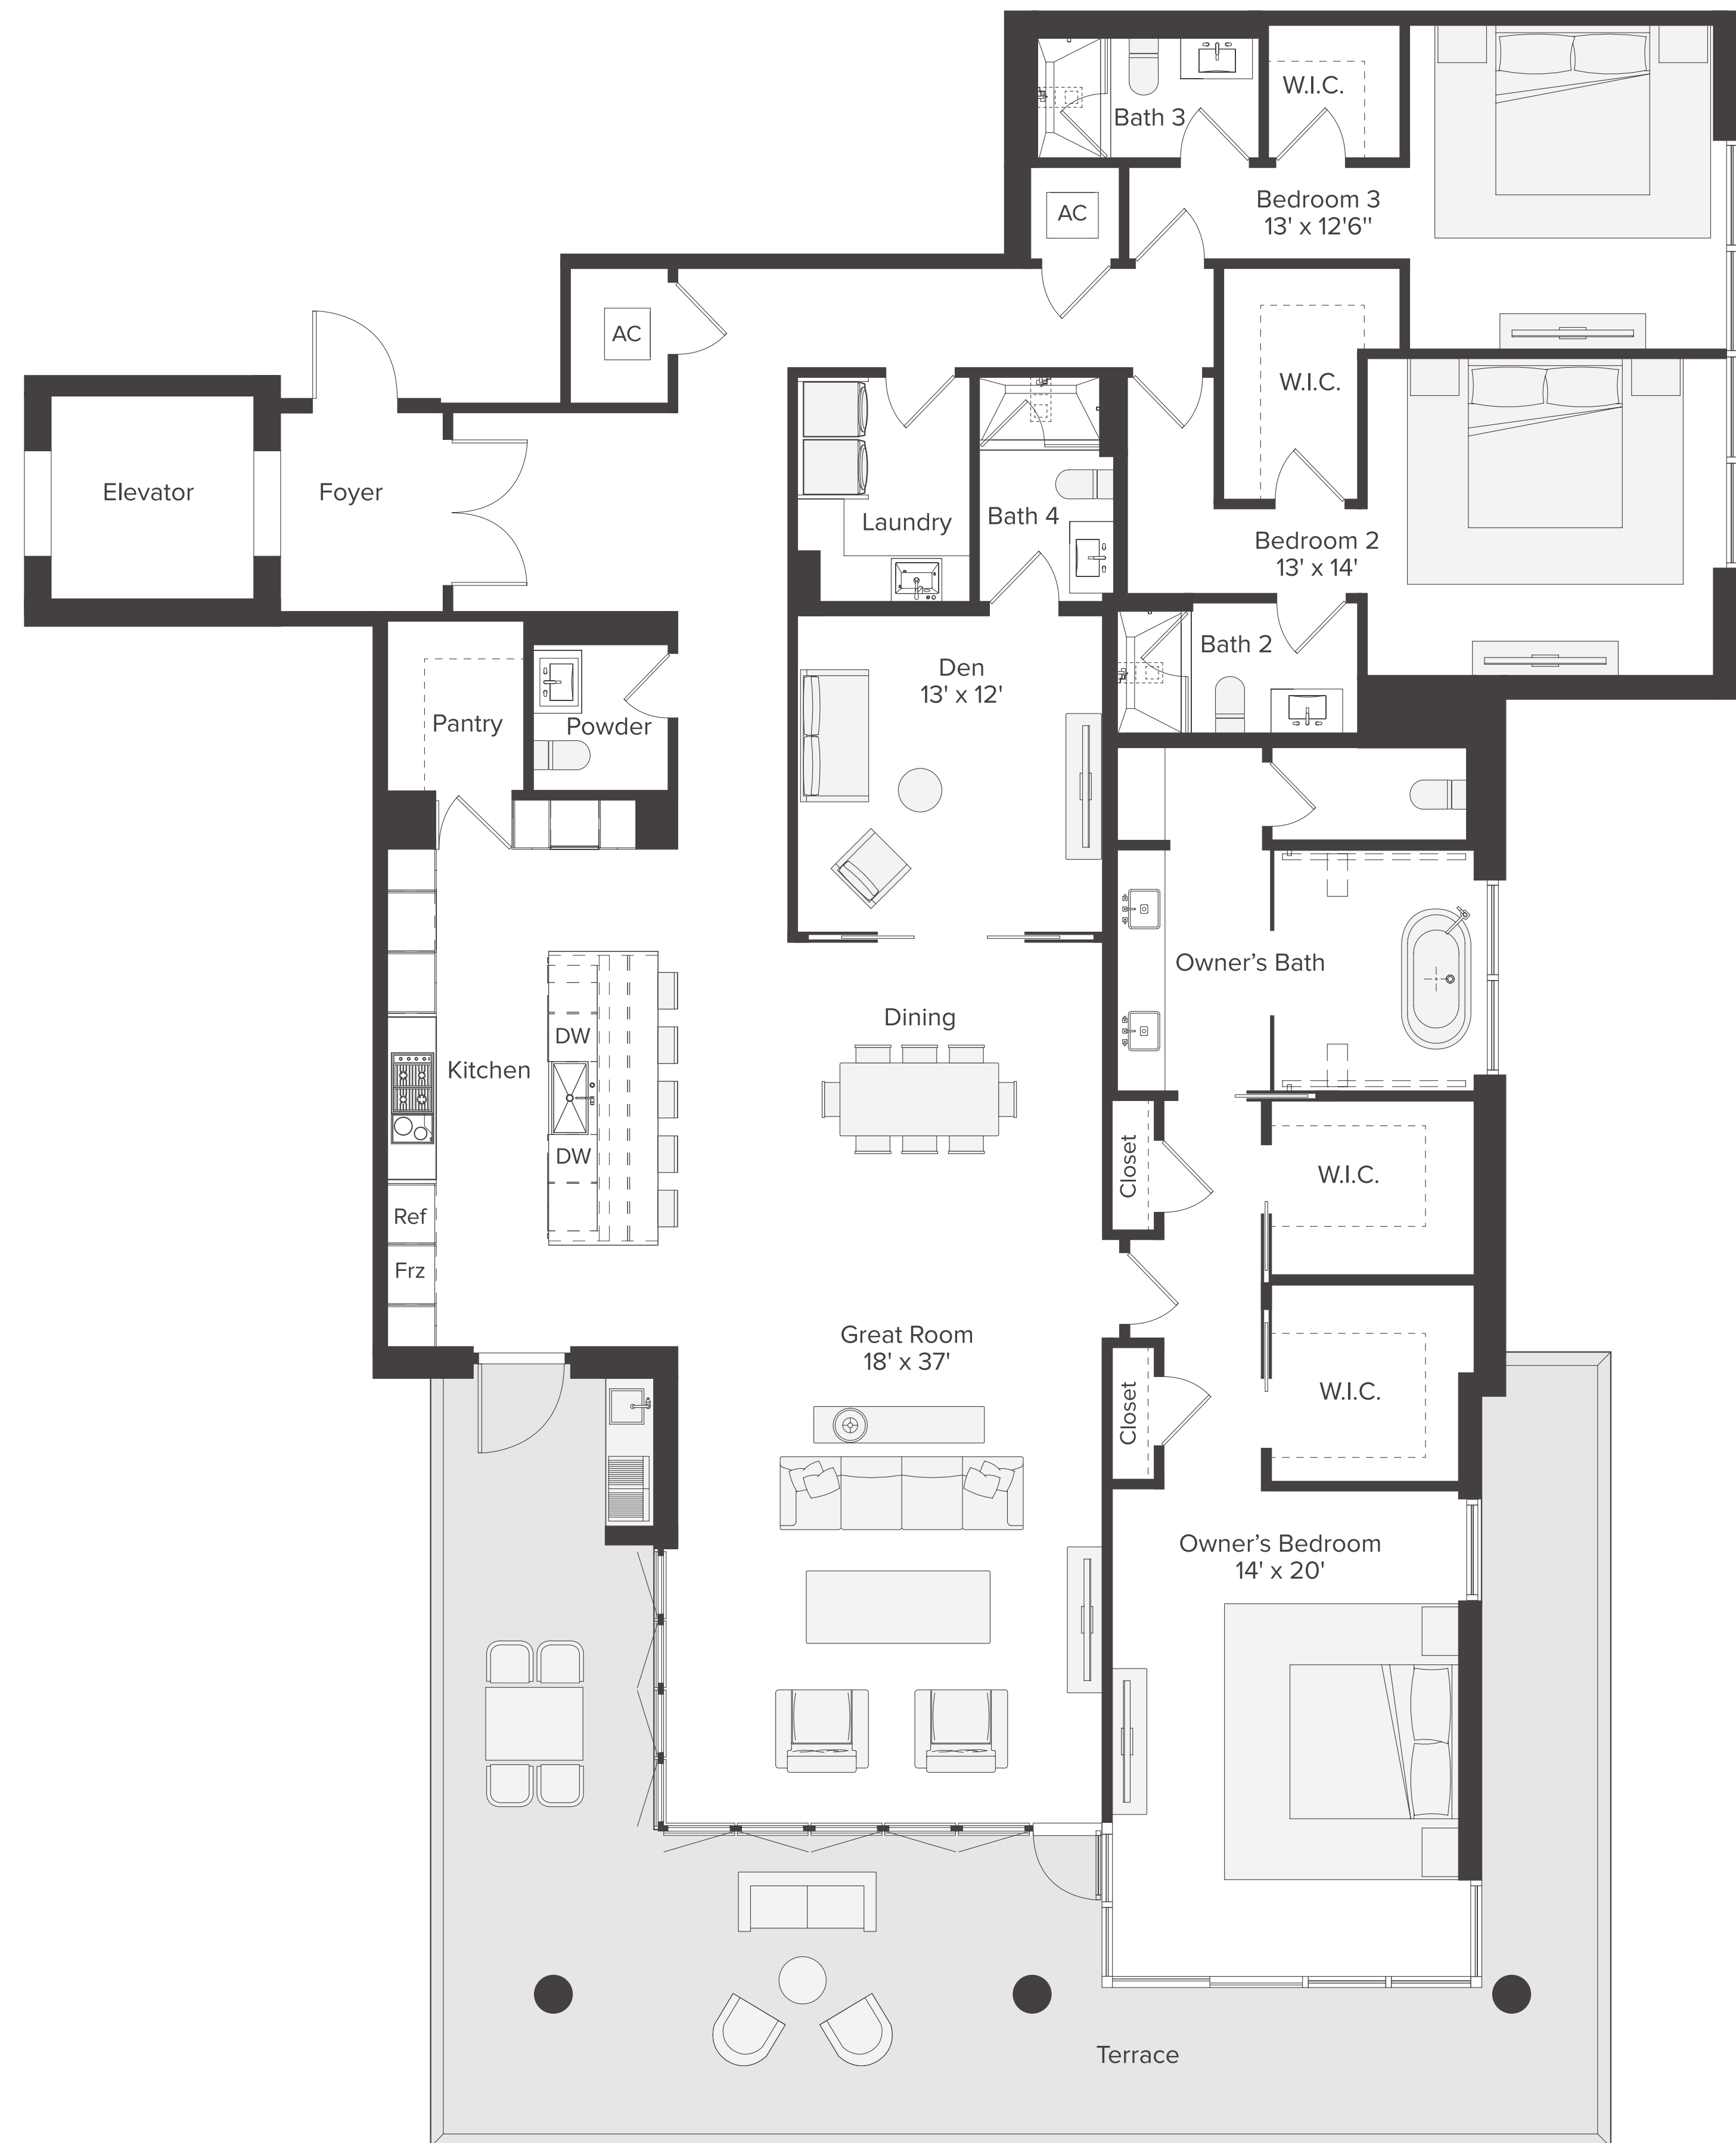 W.I.C.
Bath 3
Bedroom 3
13' x 12'6"
AC
AC
W.I.C.
Elevator
Foyer
Laundry
Bath 4
Bedroom 2
13' x 14'
Bath 2
Den
13' x 12'
Pantry
Powder
Owner’s Bath
Dining
DW
Kitchen
DW
Closet
W.I.C.
Ref
Frz
Great Room
18' x 37'
Closet
W.I.C.
Owner’s Bedroom
14' x 20'
Terrace